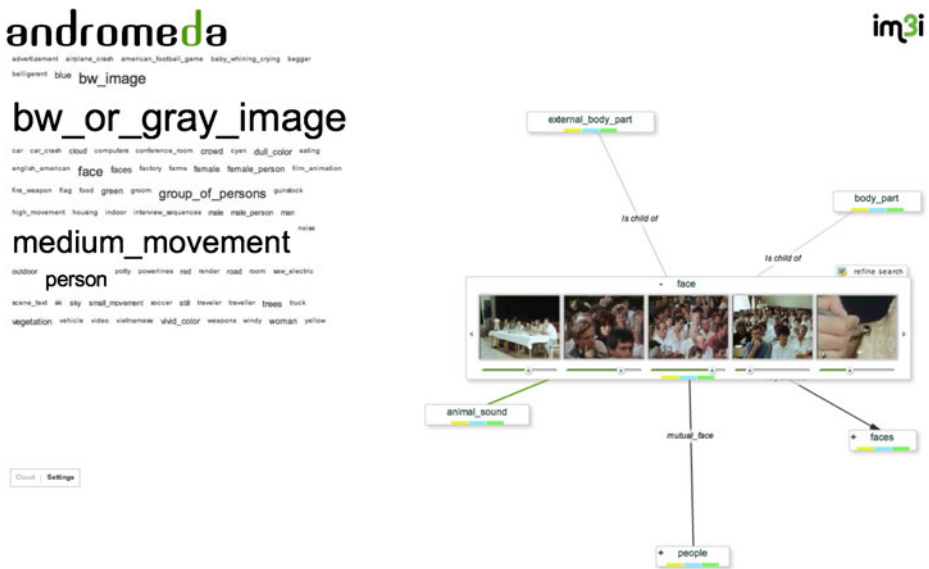 andromeda
im3i
advertizement airplane_crash american_football_game baby_whining_crying beggar
belligerent blue bw_image
bw_or_gray_image
car car_crash cloud computers conference_room crowd cyan dull_color eating
english_american face faces factory farms female female_person film_animation
fire_weapon flag food green groom group_of_persons gunstock
high_movement housing indoor interview_sequences male male_person man
medium_movement noise
outdoor person potty powerlines red render road room saw_electric
scene_text ski sky small_movement soccer still traveler traveller trees truck
vegetation vehicle video vietnamese vivid_color weapons windy woman yellow
external_body_part
body_part
Is child of
Is child of
refine search
- face
animal_sound
mutual_face
+ faces
Cloud | Settings
+ people